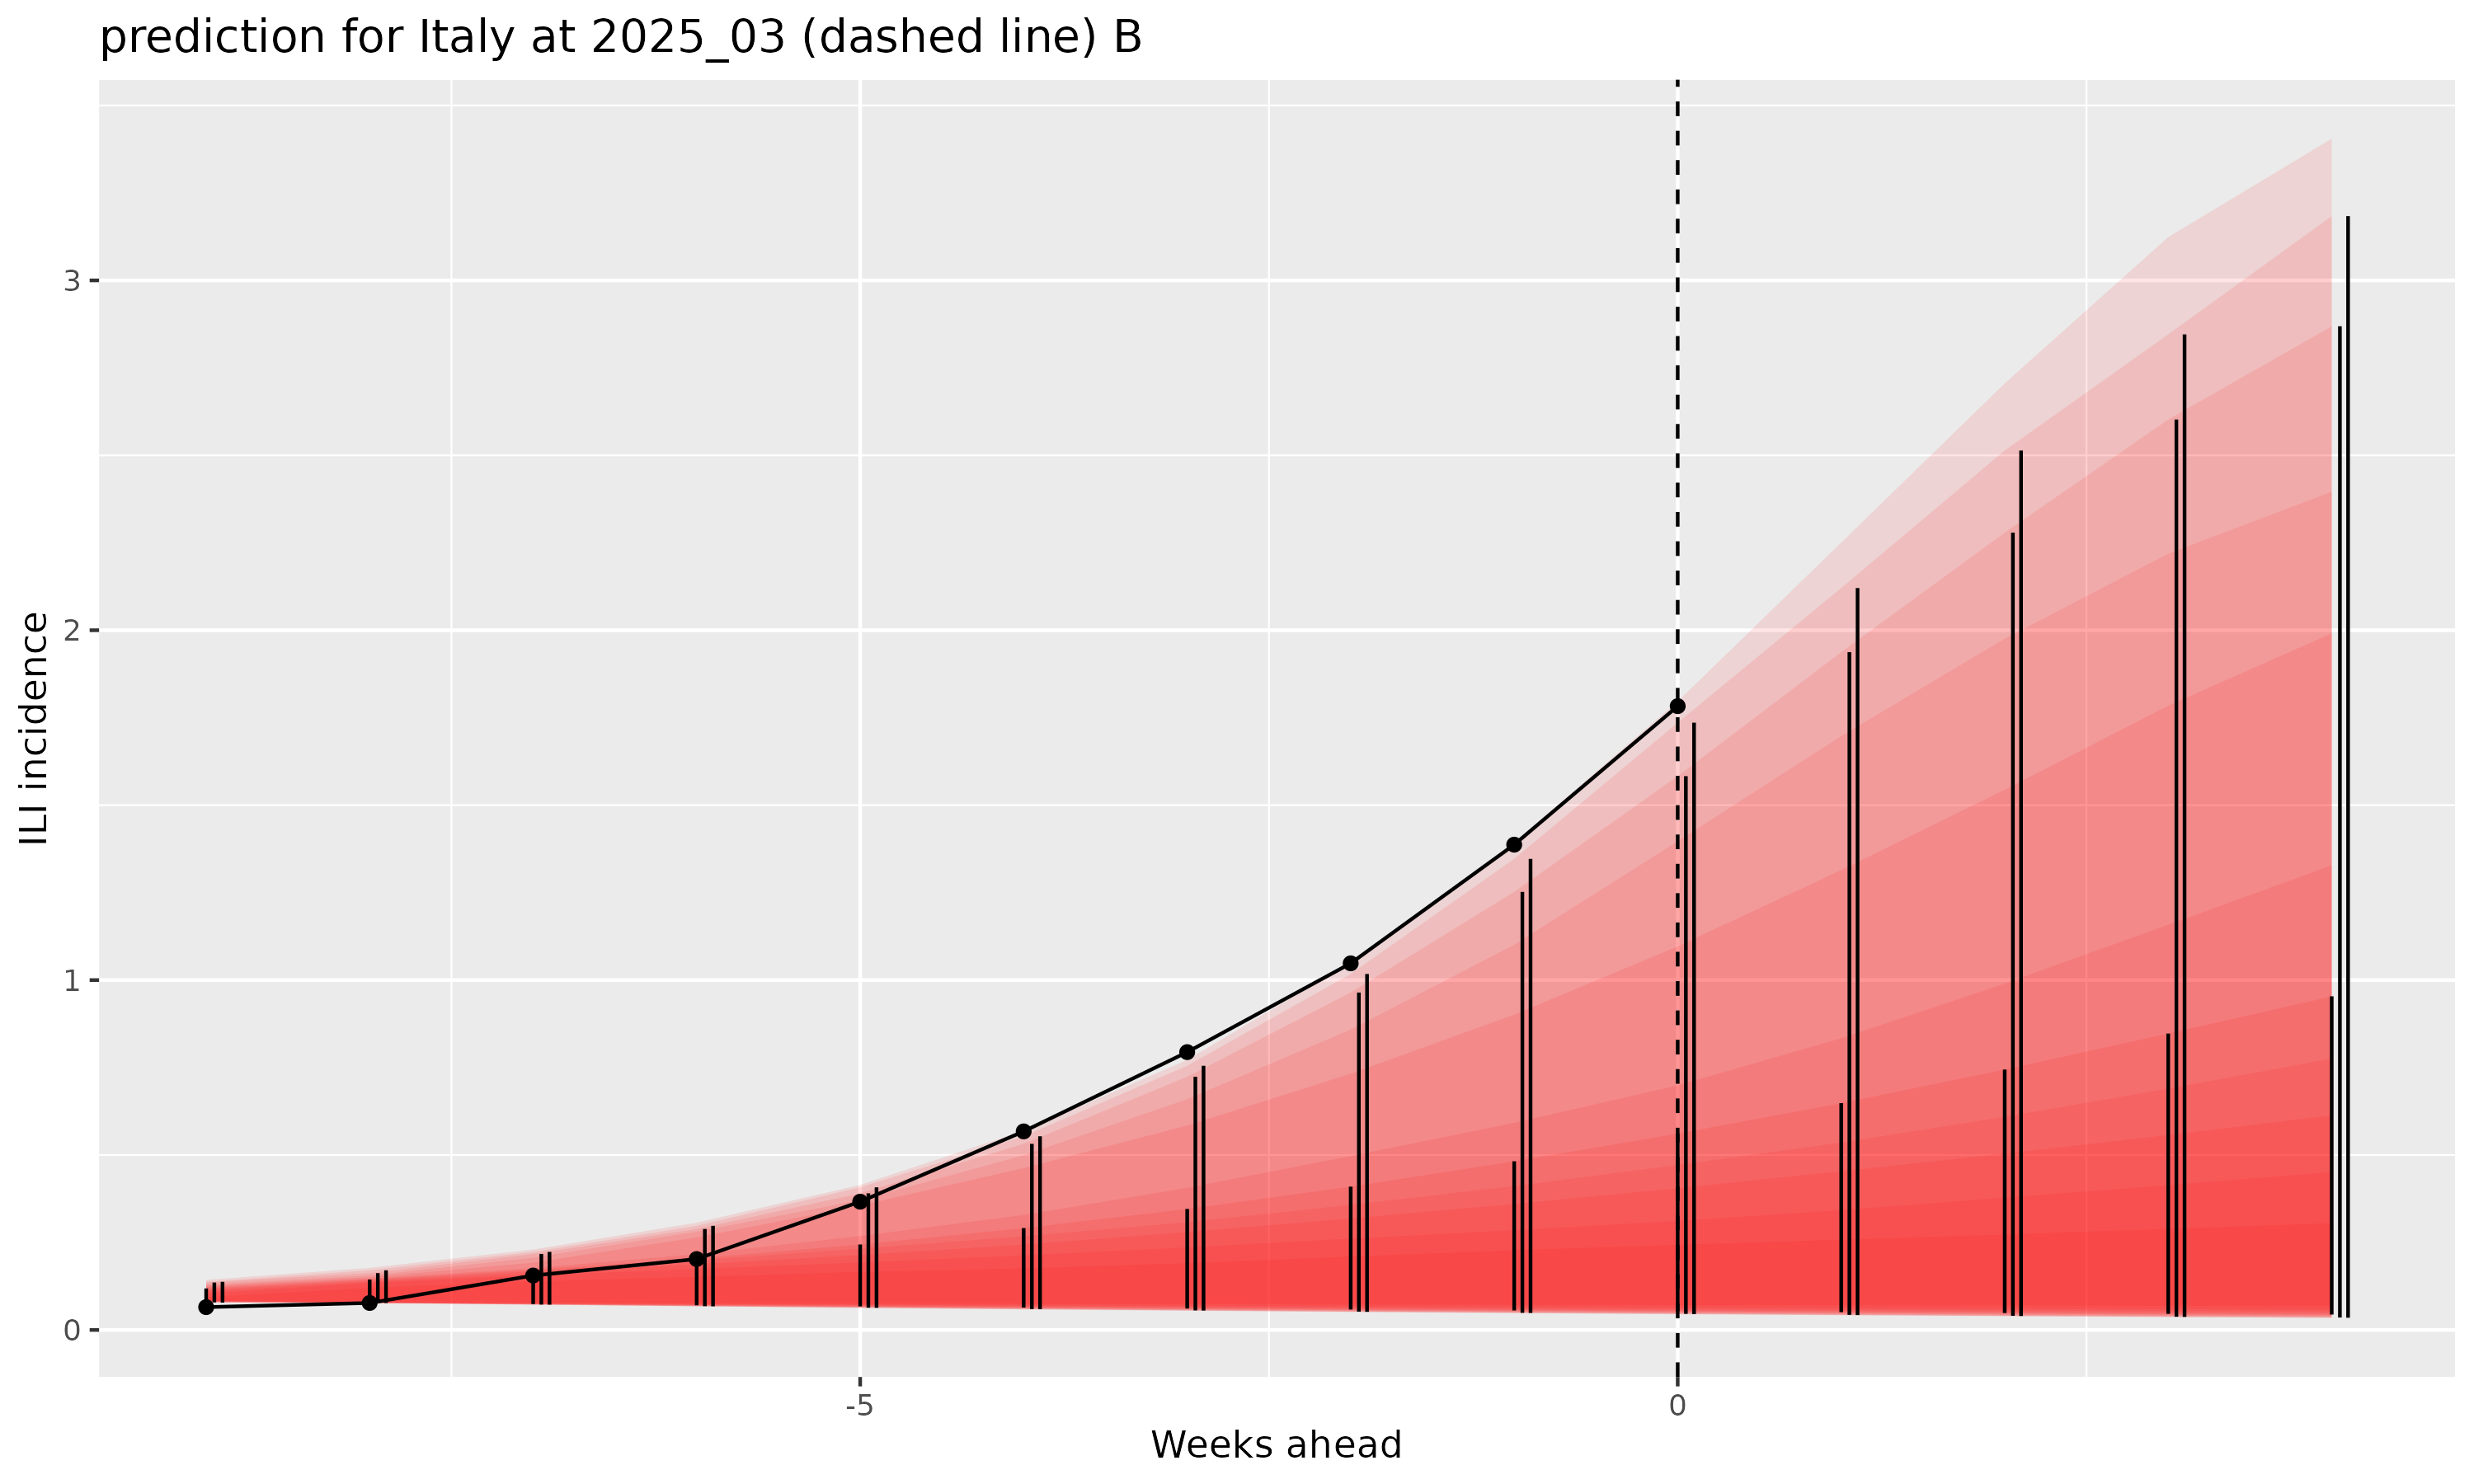 prediction for Italy at 2025_03 (dashed line) B
ILI incidence
3
2
1
0
-5
0
Weeks ahead